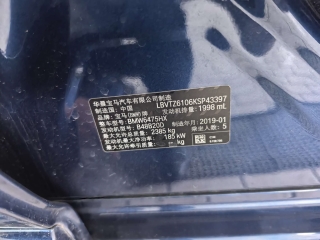 华晨宝马汽车有限公司制造
制造国: 中国 LBVTZ6106KSP43397
品牌: 宝马 (BMW) 牌 发动机排量: 1998 mL
整车型号: BMW6475HX
发动机型号: B48B20D 制造年月: 2019-01
最大允许总质量: 2385 kg 乘坐人数: 5
发动机最大净功率: 185 kW